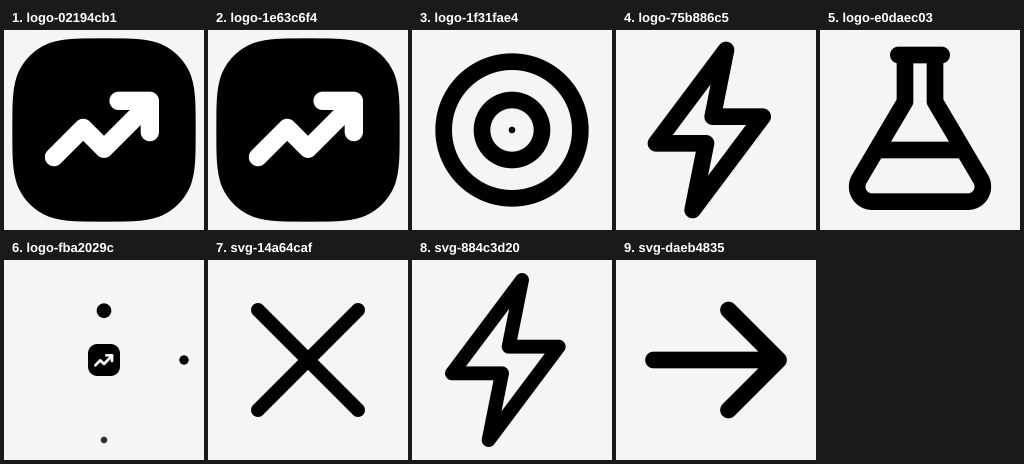 1. logo-02194cb1
2. logo-1e63c6f4
3. logo-1f31fae4
4. logo-75b886c5
5. logo-e0daec03
6. logo-fba2029c
7. svg-14a64caf
8. svg-884c3d20
9. svg-daeb4835